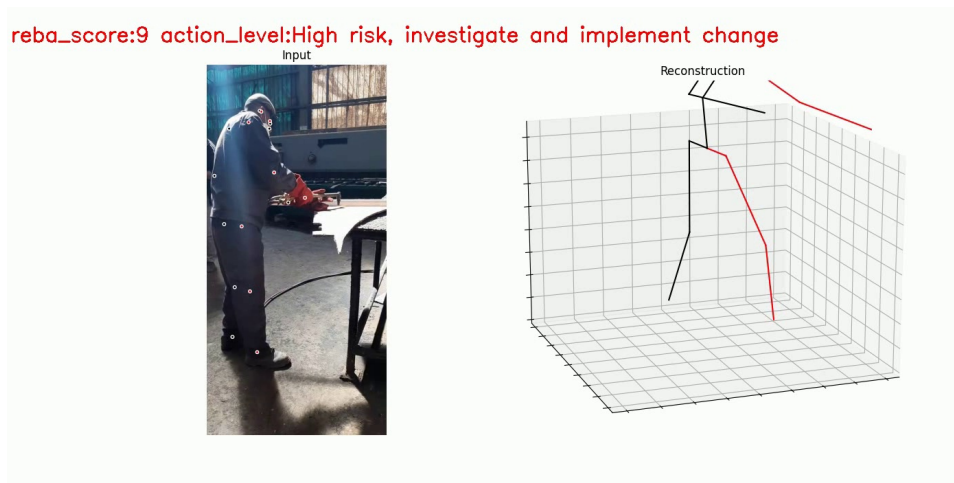 reba_score:9 action_level:High risk, investigate and implement change
Input
Reconstruction